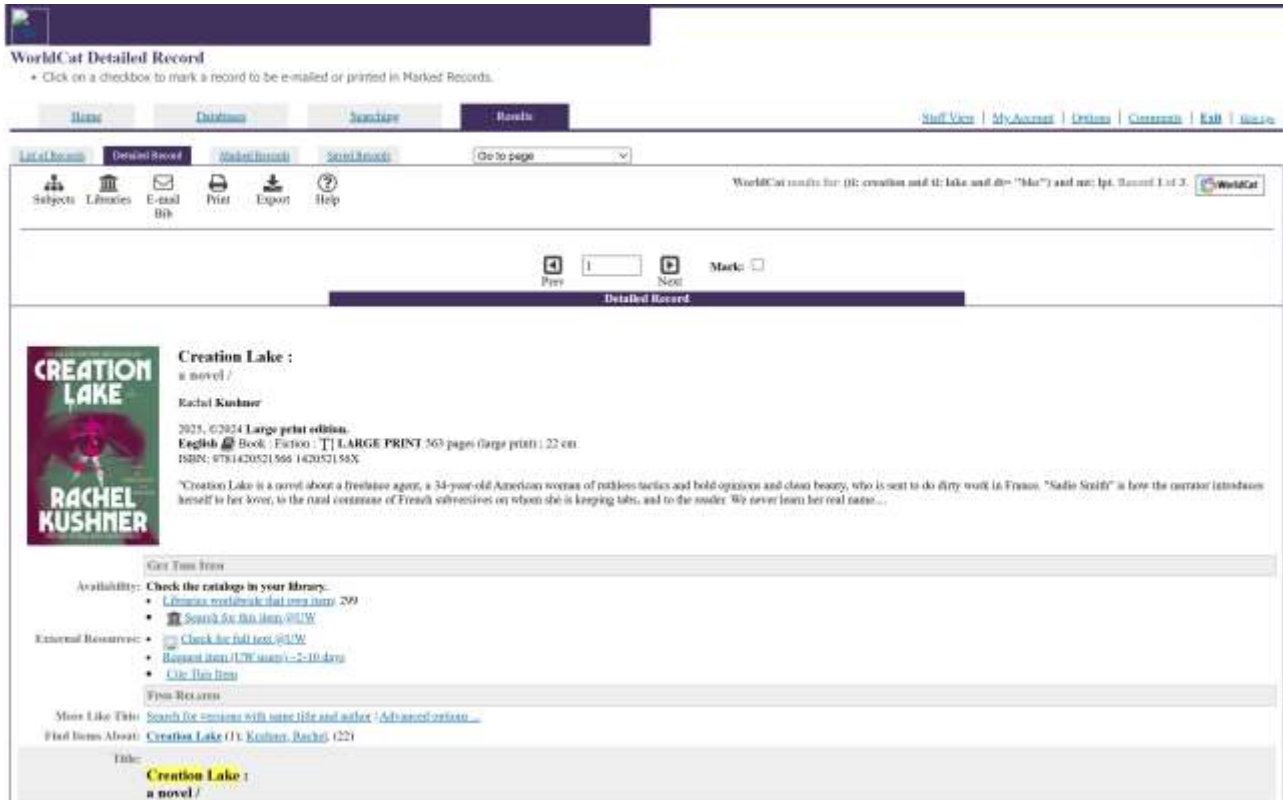 WorldCat Detailed Record
• Click on a checkbox to mark a record to be e-mailed or printed in Marked Records.
Home Databases Searching Results Staff View | My Account | Options | Comments | Exit |
List of Records Detailed Record Marked Records Saved Records Go to page
Subjects Libraries E-mail Bib Print Export Help
WorldCat results for: (ti: creation and ti: lake and dt= "bks") and mt: lpt. Record 1 of 3. WorldCat
Prev 1 Next Mark:
Detailed Record
CREATION
LAKE
RACHEL
KUSHNER
Creation Lake :
a novel /
Rachel Kushner
2025, ©2024 Large print edition.
English Book : Fiction : LARGE PRINT 563 pages (large print) ; 22 cm
ISBN: 9781420521566 142052156X
"Creation Lake is a novel about a freelance agent, a 34-year-old American woman of ruthless tactics and bold opinions and clean beauty, who is sent to do dirty work in France. "Sadie Smith" is how the narrator introduces
herself to her lover, to the rural commune of French subversives on whom she is keeping tabs, and to the reader. We never learn her real name....
Get This Item
Availability: Check the catalogs in your library.
• Libraries worldwide that own item: 299
• Search for this item @UW
External Resources: • Check for full text @UW
• Request item (UW users) ~2-10 days
• Cite This Item
Find Related
More Like This: Search for versions with same title and author | Advanced options ...
Find Items About: Creation Lake (1); Kushner, Rachel. (22)
Title:
Creation Lake :
a novel /